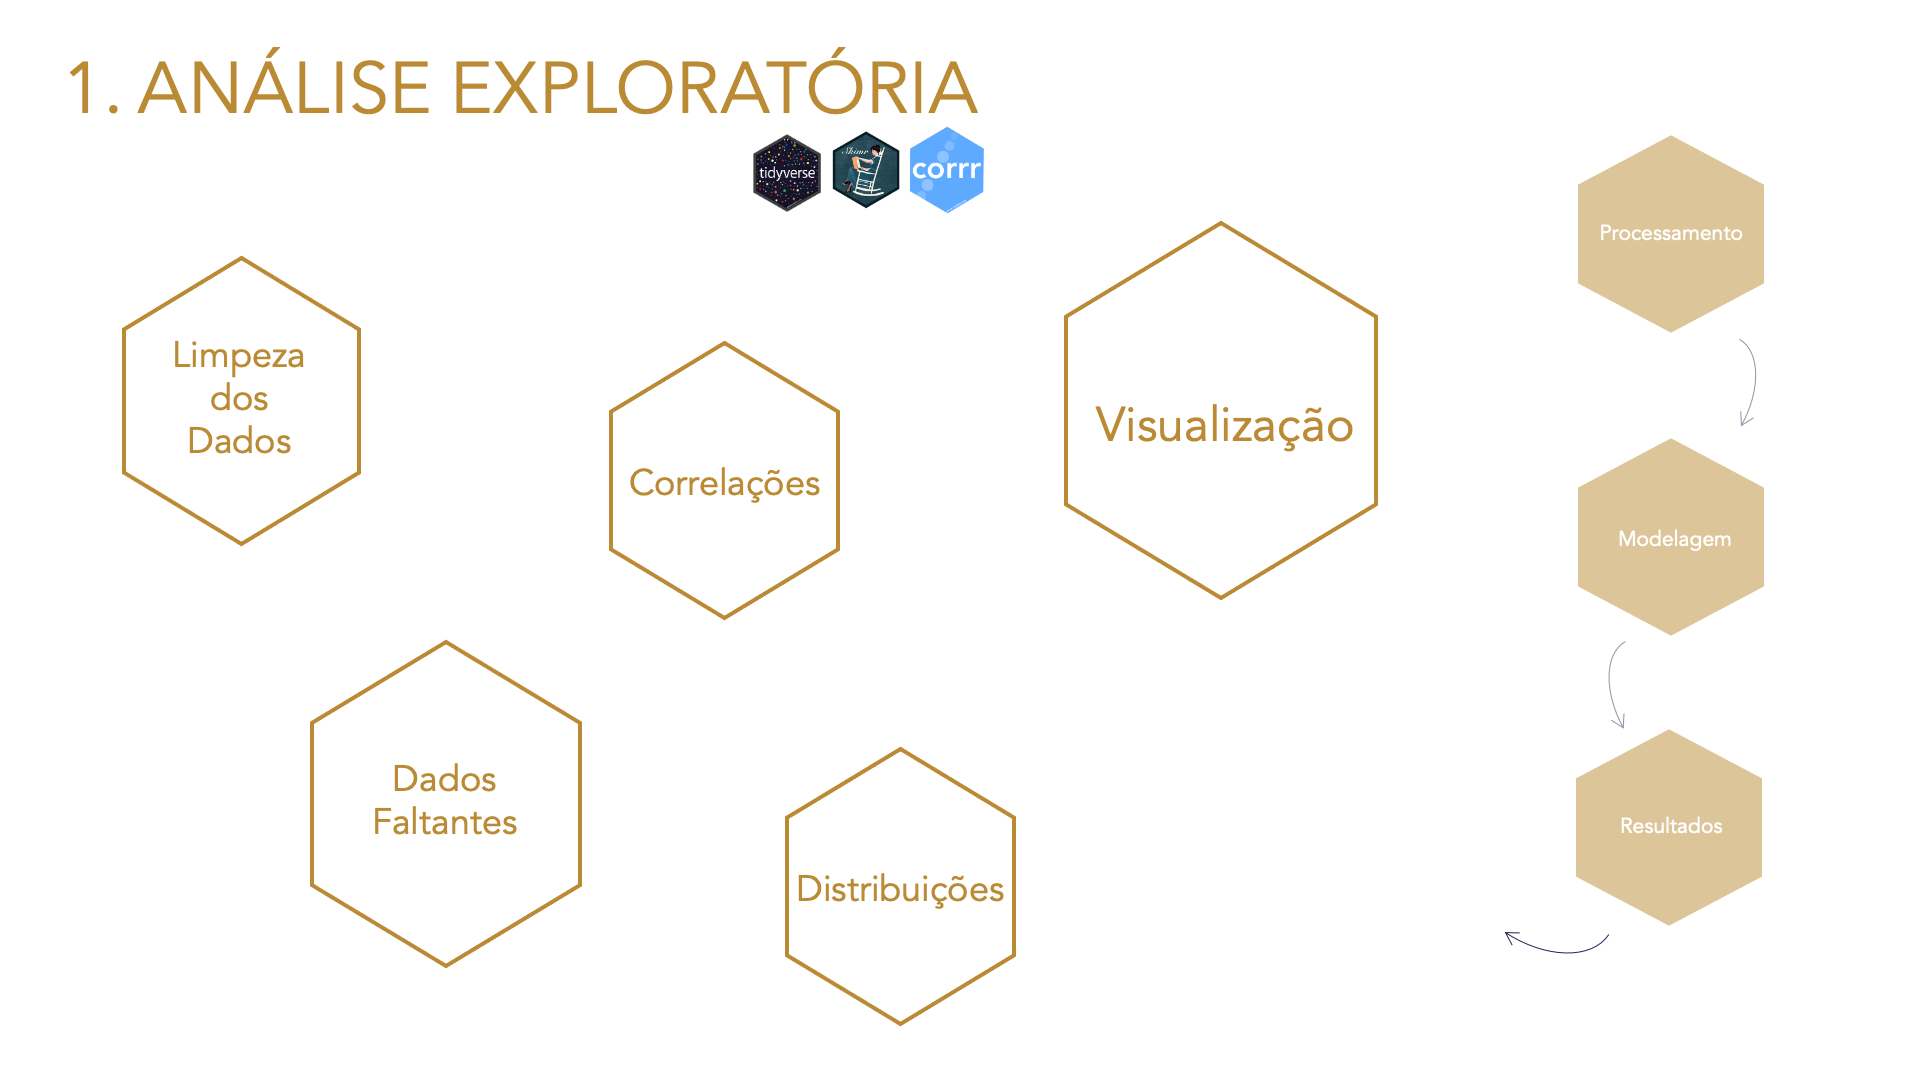 1. ANÁLISE EXPLORATÓRIA
tidyverse
Skimr
corrr
Limpeza
dos
Dados
Correlações
Visualização
Dados
Faltantes
Distribuições
Processamento
Modelagem
Resultados